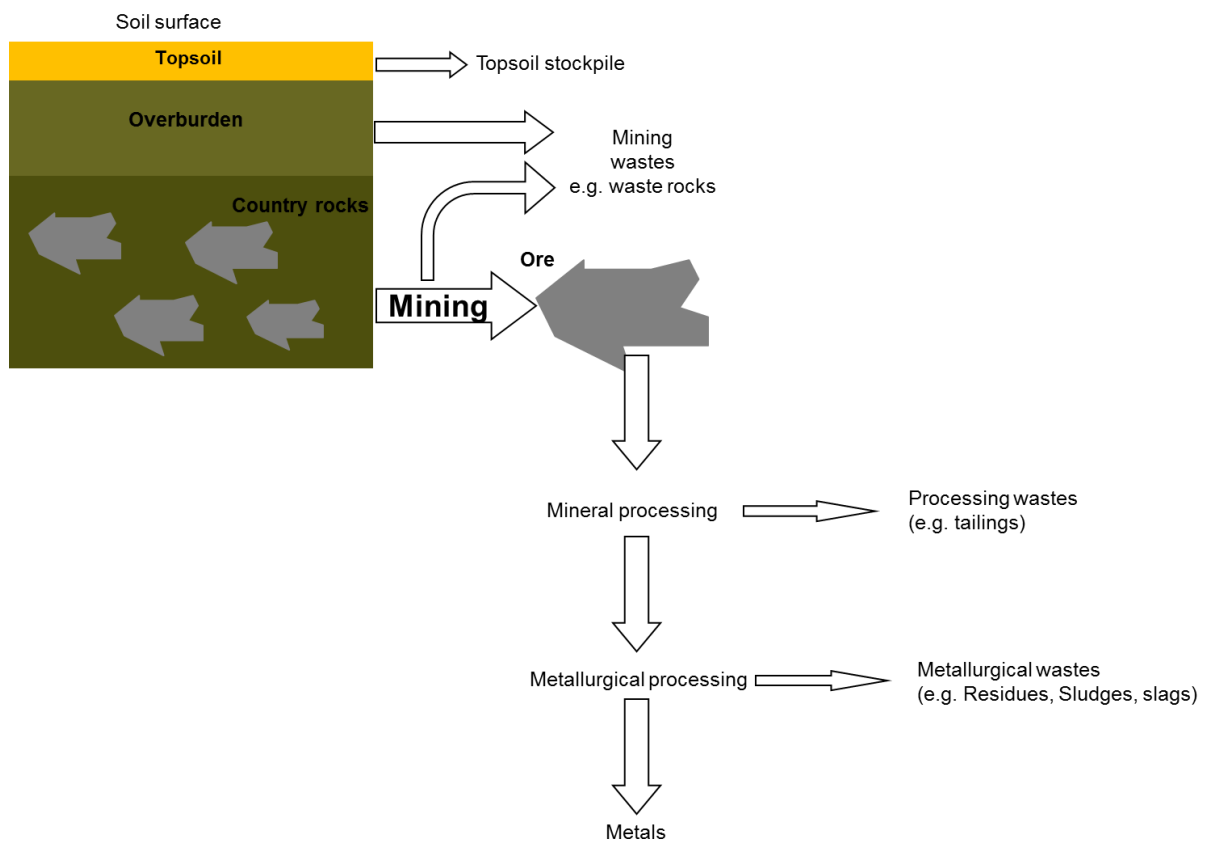 Soil surface
Topsoil
Topsoil stockpile
Overburden
Mining
wastes
e.g. waste rocks
Country rocks
Ore
Mining
Mineral processing
Processing wastes
(e.g. tailings)
Metallurgical processing
Metallurgical wastes
(e.g. Residues, Sludges, slags)
Metals